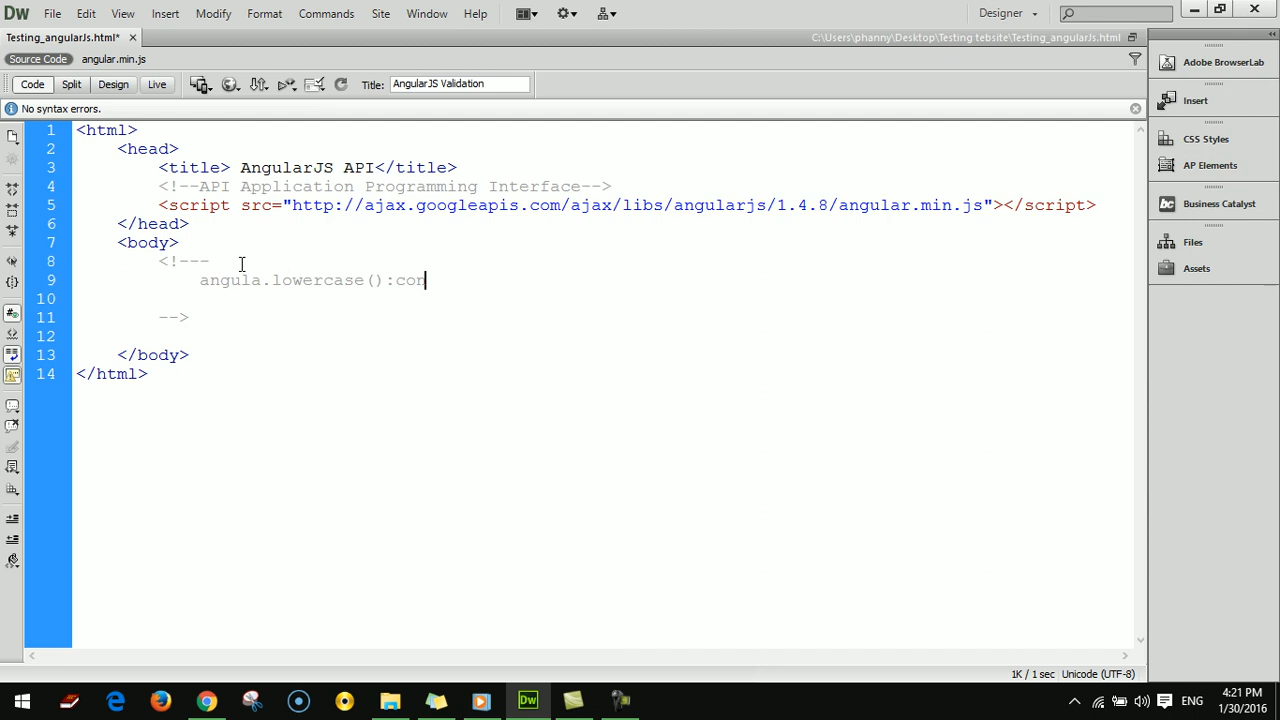 Dw File Edit View Insert Modify Format Commands Site Window Help Designer
Testing_angularJs.html* C:\Users\phanny\Desktop\Testing tebsite\Testing_angularJs.html
Source Code angular.min.js
Code Split Design Live Title: AngularJS Validation
No syntax errors.
1 <html>
2 <head>
3 <title> AngularJS API</title>
4 <!--API Application Programming Interface-->
5 <script src="http://ajax.googleapis.com/ajax/libs/angularjs/1.4.8/angular.min.js"></script>
6 </head>
7 <body>
8 <!---
9 angula.lowercase():con
10
11 -->
12
13 </body>
14 </html>
Adobe BrowserLab
Insert
CSS Styles
AP Elements
Business Catalyst
Files
Assets
1K / 1 sec Unicode (UTF-8)
Dw ENG 4:21 PM
1/30/2016